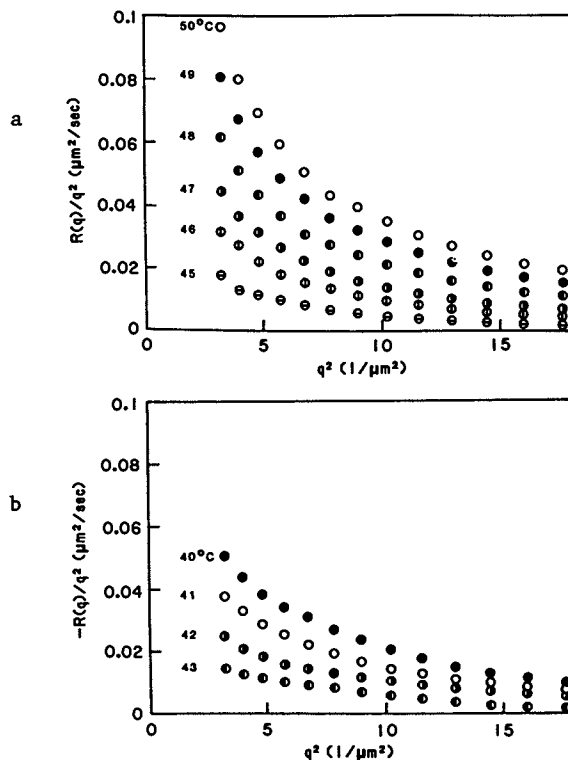 a
R(q)/q² (μm²/sec)
0.1
0.08
0.06
0.04
0.02
0
50°C
49
48
47
46
45
0 5 10 15
q² (1/μm²)
b
-R(q)/q² (μm²/sec)
0.1
0.08
0.06
0.04
0.02
0
40°C
41
42
43
0 5 10 15
q² (1/μm²)